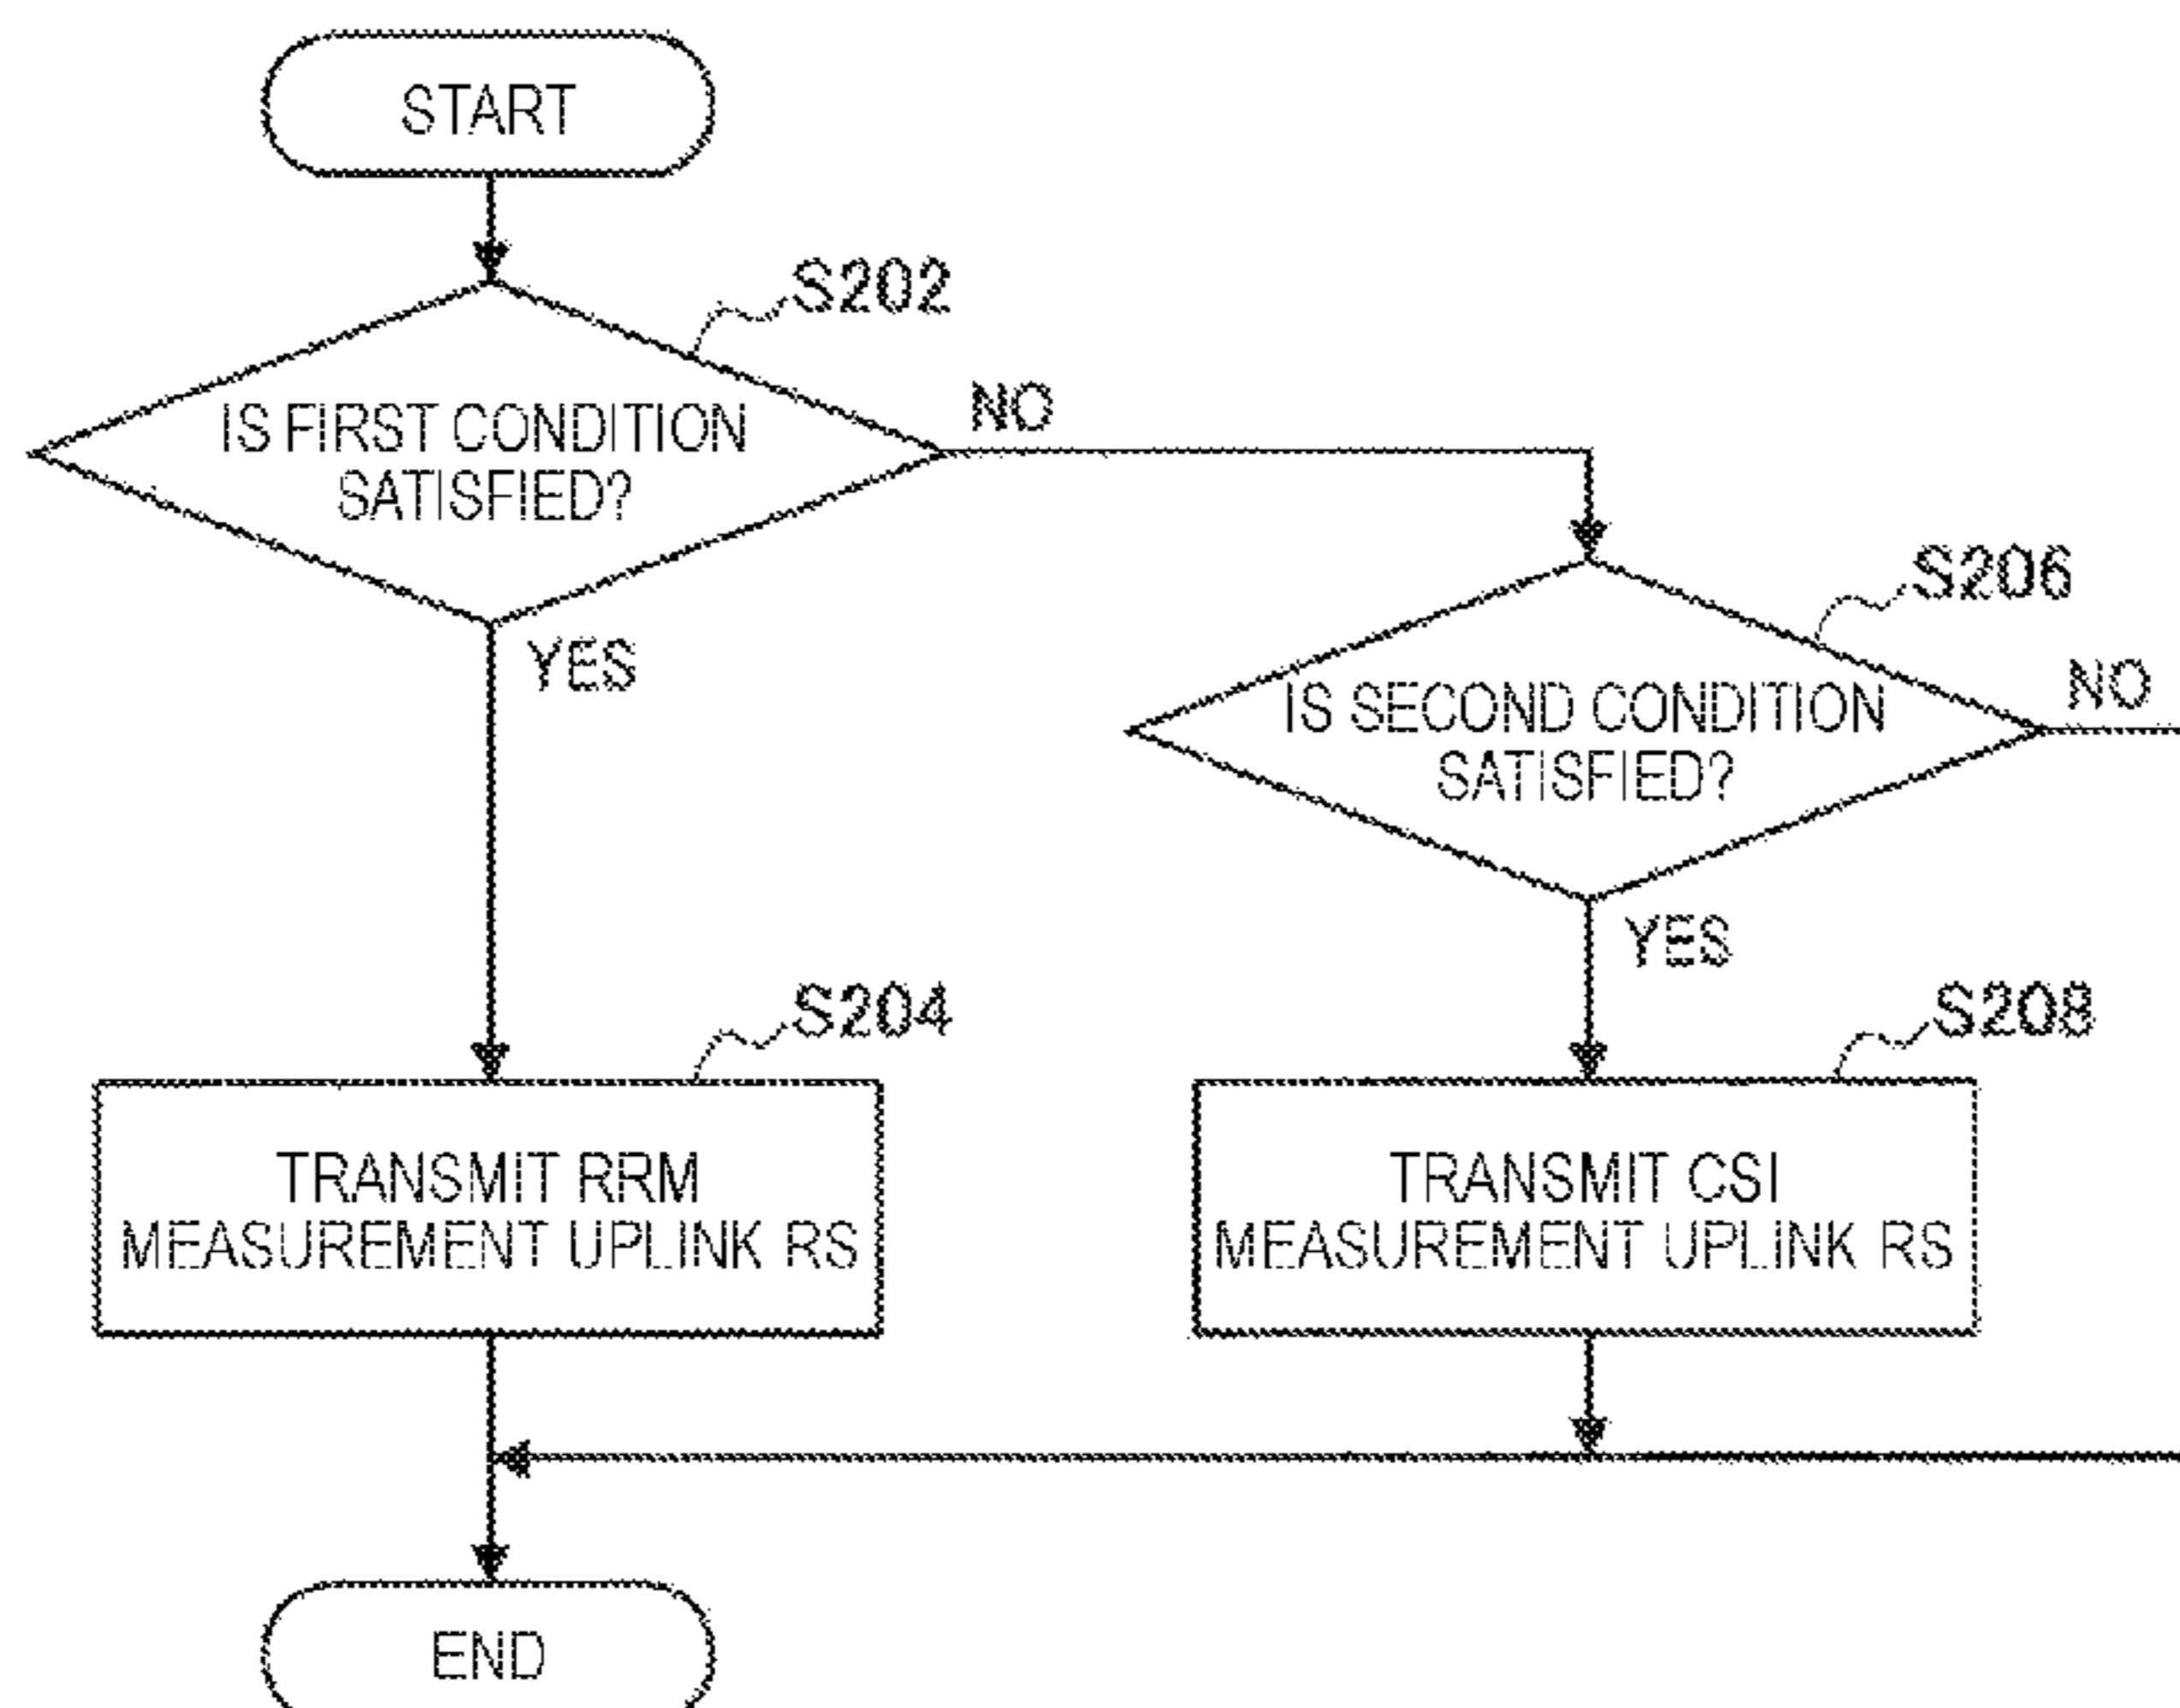 START
S202
IS FIRST CONDITION
SATISFIED?
NO
YES
S206
IS SECOND CONDITION
SATISFIED?
NO
YES
S204
TRANSMIT RRM
MEASUREMENT UPLINK RS
S208
TRANSMIT CSI
MEASUREMENT UPLINK RS
END